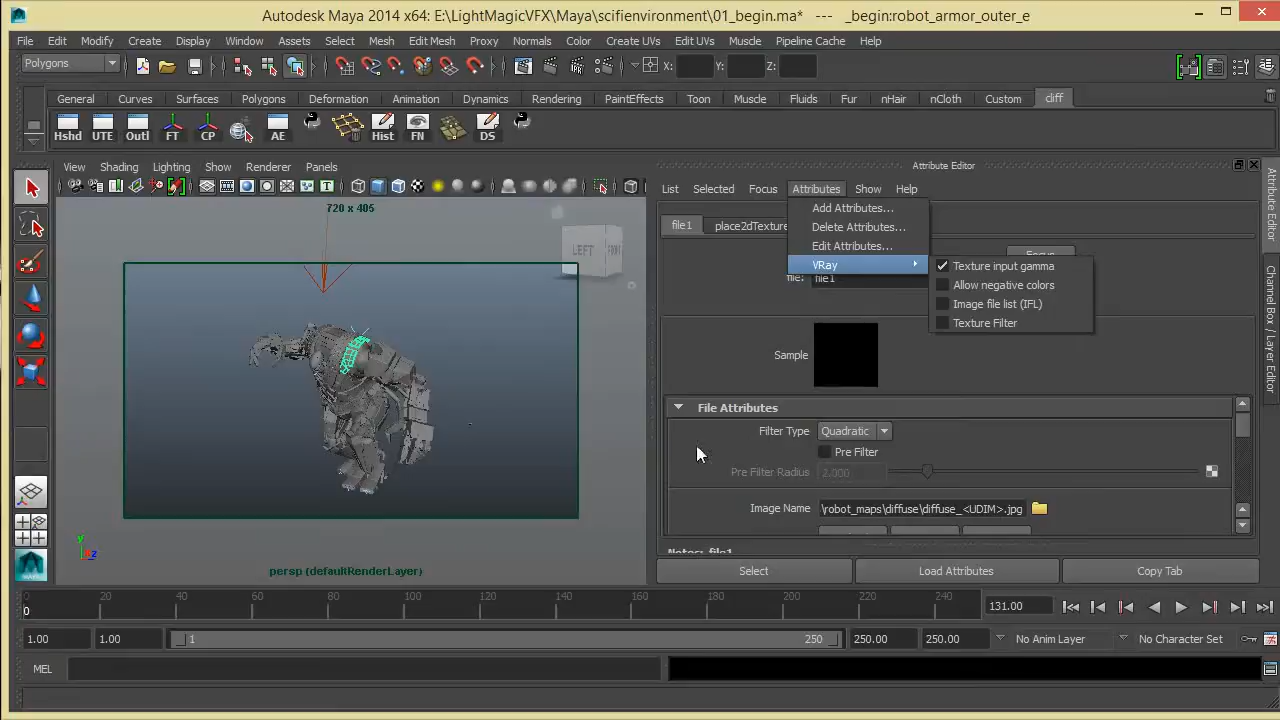 Autodesk Maya 2014 x64: E:\LightMagicVFX\Maya\scifienvironment\01_begin.ma* --- _begin:robot_armor_outer_e
File Edit Modify Create Display Window Assets Select Mesh Edit Mesh Proxy Normals Color Create UVs Edit UVs Muscle Pipeline Cache Help
Polygons X: Y: Z:
General Curves Surfaces Polygons Deformation Animation Dynamics Rendering PaintEffects Toon Muscle Fluids Fur nHair nCloth Custom cliff
Hshd UTE Outl FT CP AE Hist FN DS
View Shading Lighting Show Renderer Panels
Attribute Editor
List Selected Focus Attributes Show Help
720 x 405
Add Attributes...
file1 place2dTexture
Delete Attributes...
Edit Attributes...
LEFT FRONT
Focus
VRay
Texture input gamma
file: file1
Allow negative colors
Image file list (IFL)
Texture Filter
Sample
File Attributes
Filter Type Quadratic
Pre Filter
Pre Filter Radius 2.000
Image Name \robot_maps\diffuse\diffuse_<UDIM>.jpg
Notes: file1
Select Load Attributes Copy Tab
Attribute Editor
Channel Box / Layer Editor
y
z
persp (defaultRenderLayer)
0 20 40 60 80 100 120 140 160 180 200 220 240
0
131.00
1.00 1.00 1 250 250.00 250.00 No Anim Layer No Character Set
MEL